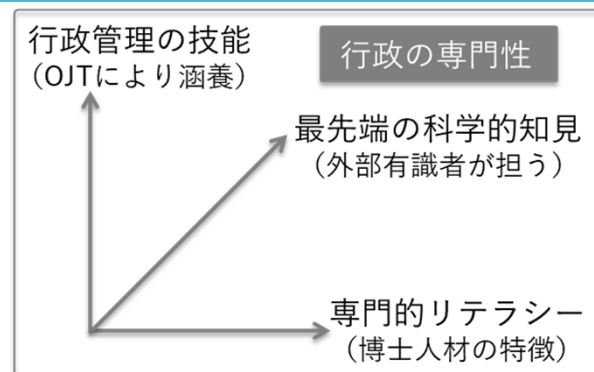 行政管理の技能
（OJTにより涵養）
行政の専門性
最先端の科学的知見
（外部有識者が担う）
専門的リテラシー
（博士人材の特徴）